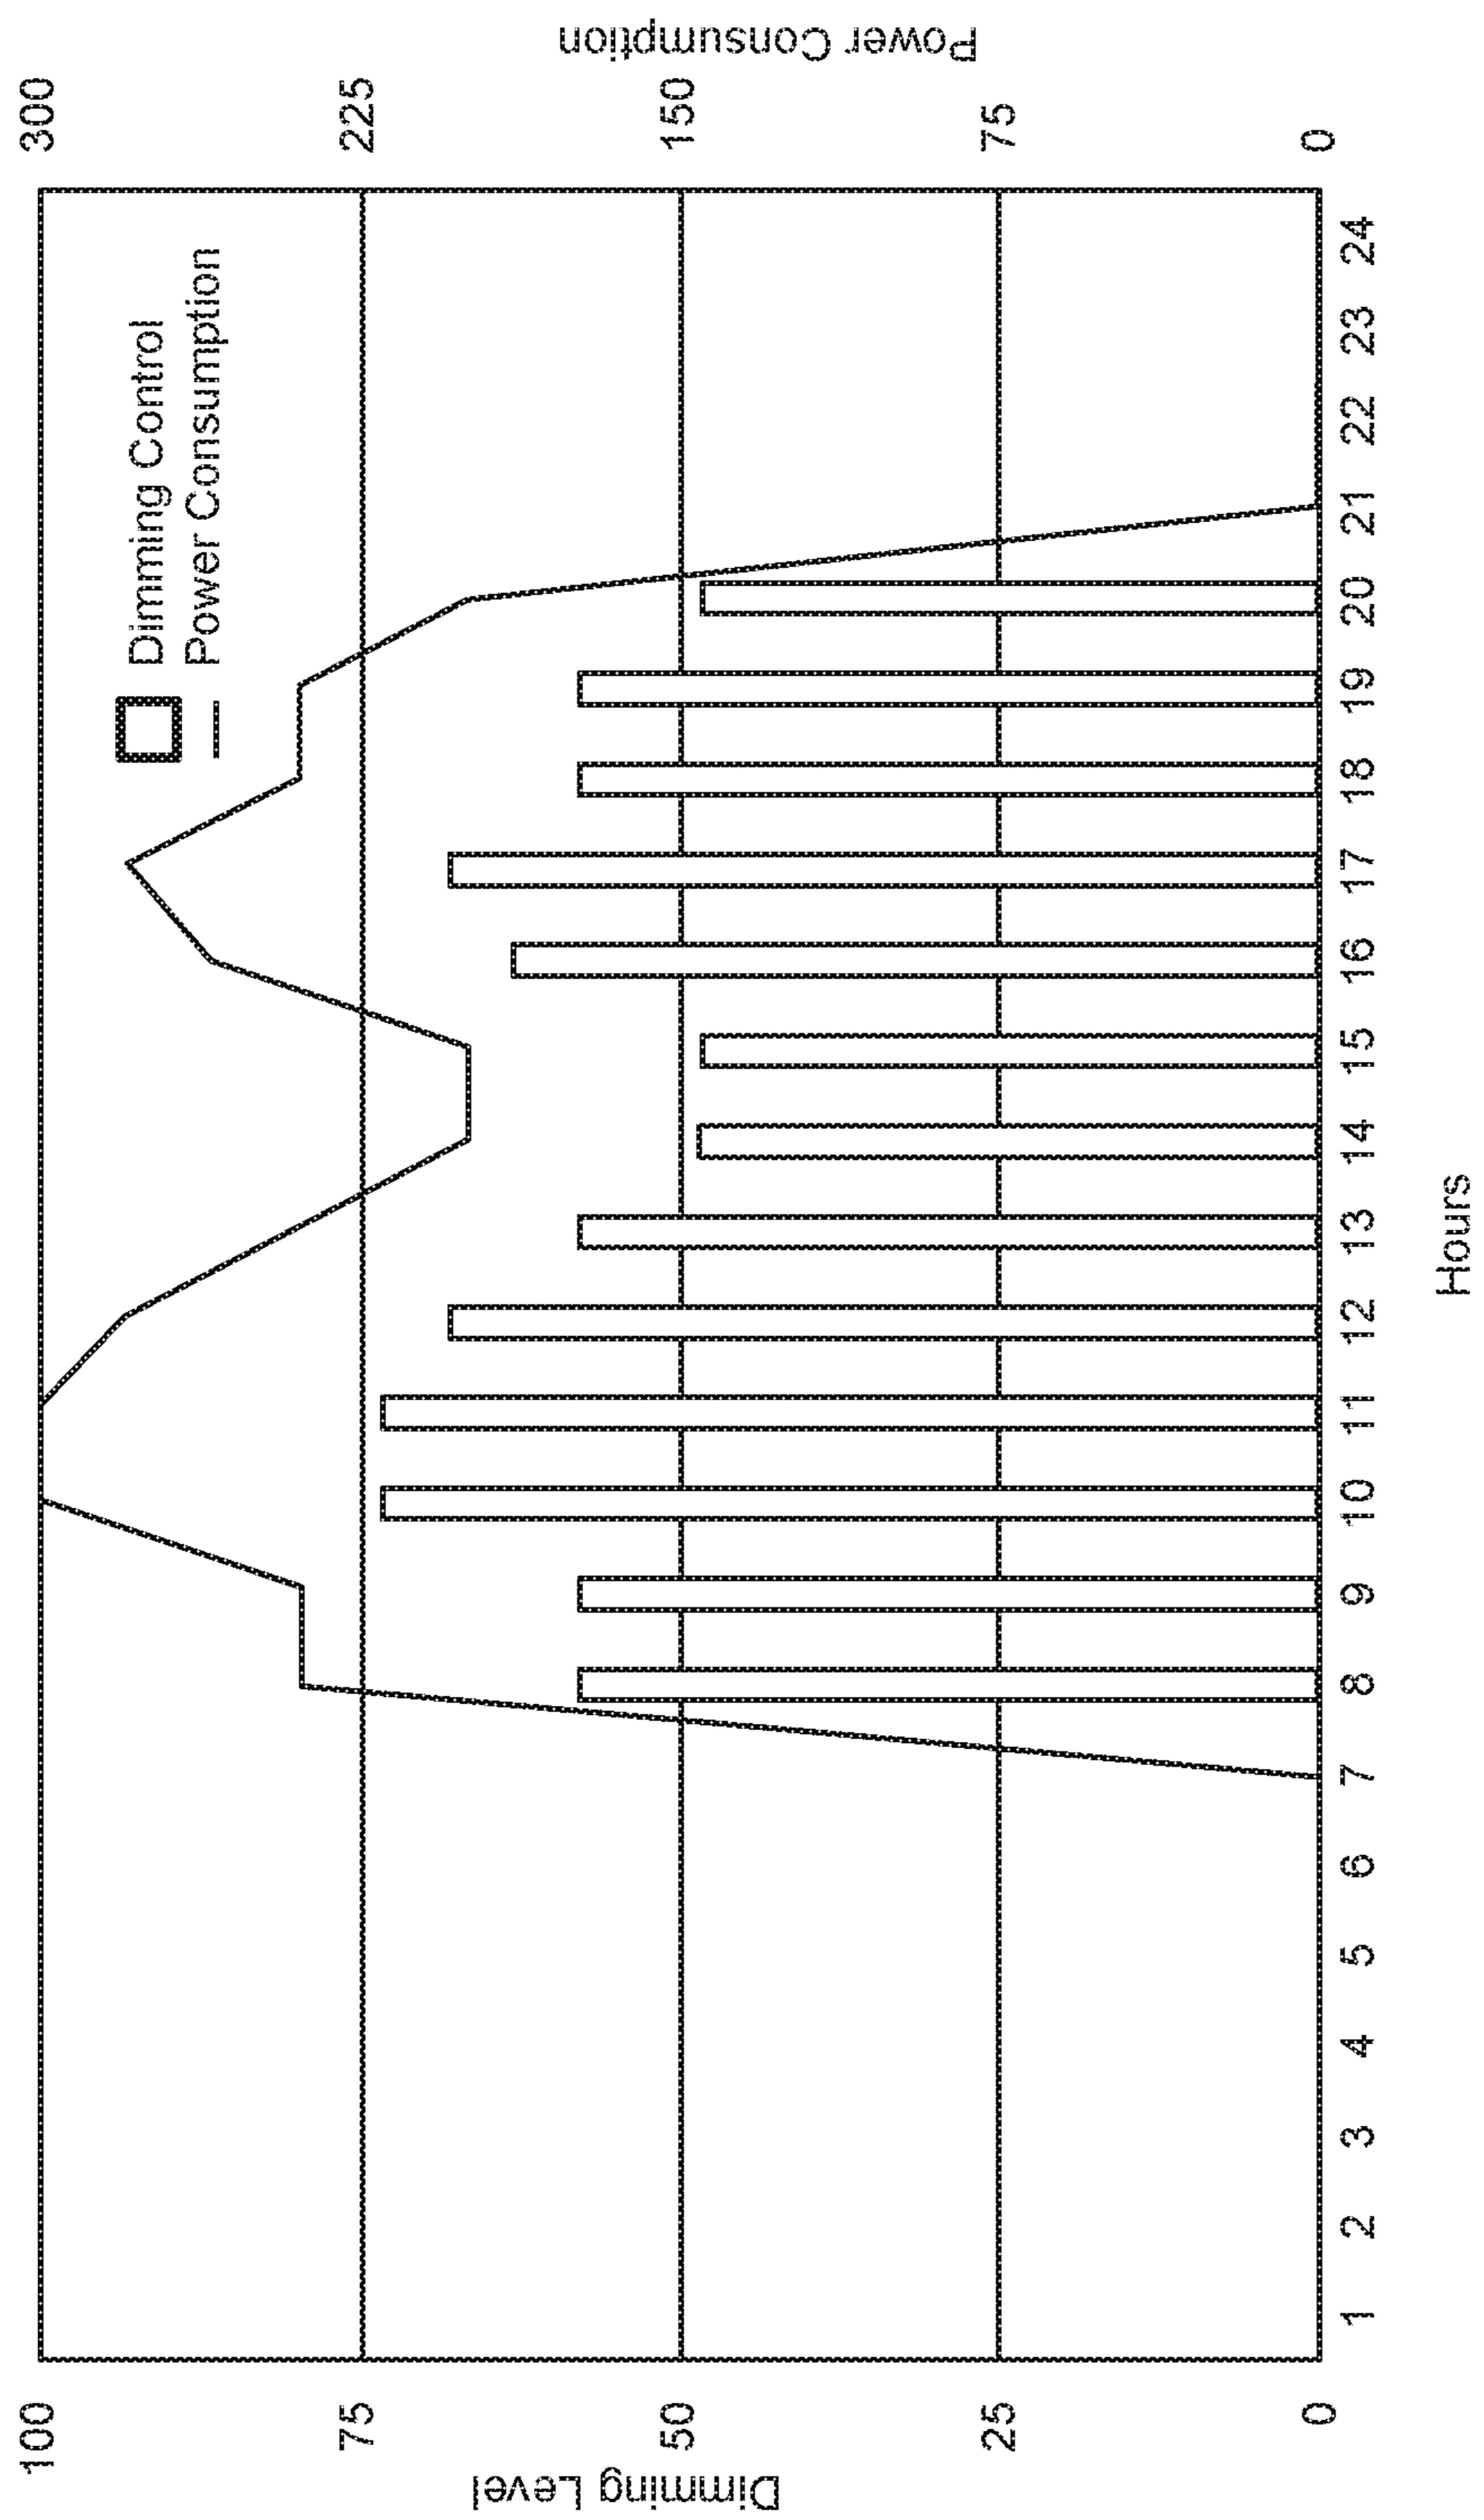 Dimming Control
Power Consumption
100
75
50
25
0
Dimming Level
300
225
150
75
0
Power Consumption
1 2 3 4 5 6 7 8 9 10 11 12 13 14 15 16 17 18 19 20 21 22 23 24
Hours